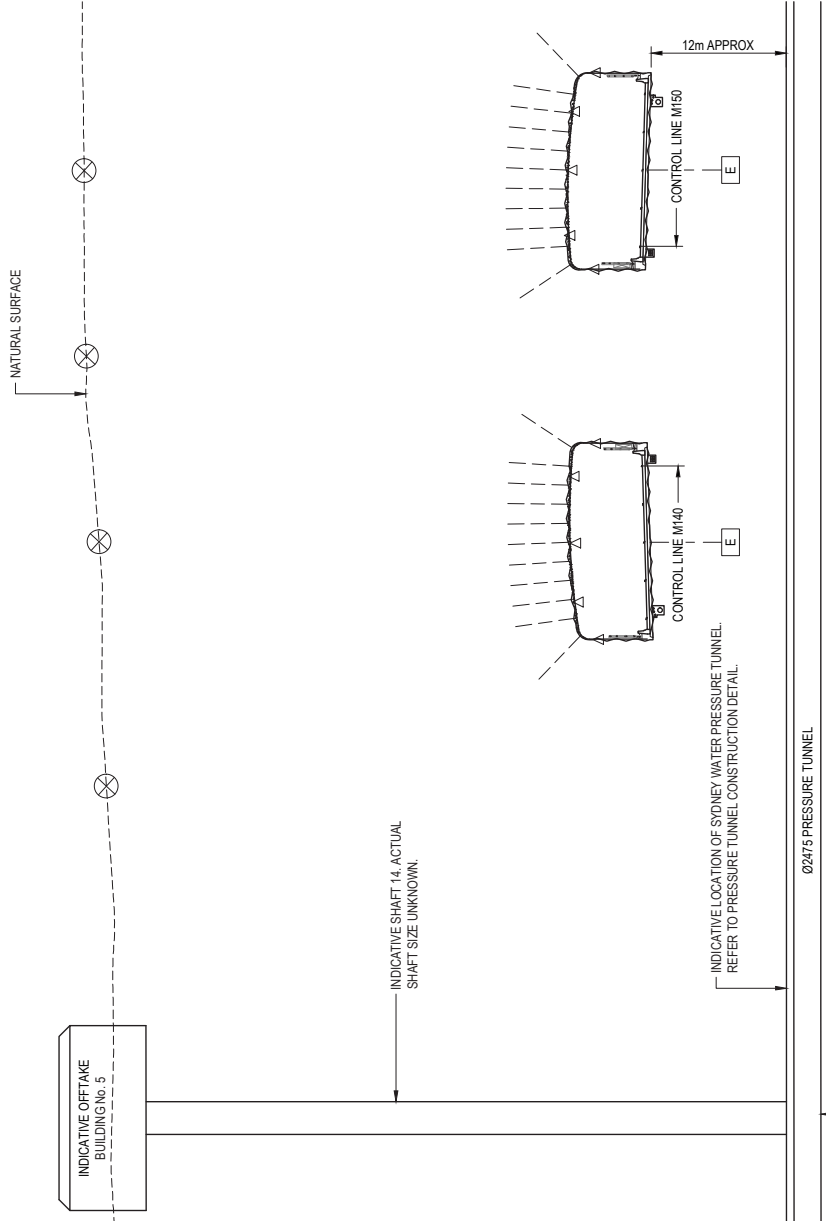 NATURAL SURFACE
INDICATIVE OFFTAKE
BUILDING No. 5
INDICATIVE SHAFT 14. ACTUAL
SHAFT SIZE UNKNOWN.
12m APPROX
CONTROL LINE M140
E
CONTROL LINE M150
E
INDICATIVE LOCATION OF SYDNEY WATER PRESSURE TUNNEL.
REFER TO PRESSURE TUNNEL CONSTRUCTION DETAIL.
Ø2475 PRESSURE TUNNEL